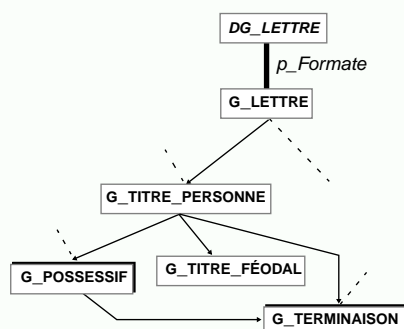 DG_LETTRE
p_Formate
G_LETTRE
G_TITRE_PERSONNE
G_POSSESSIF
G_TITRE_FÉODAL
G_TERMINAISON